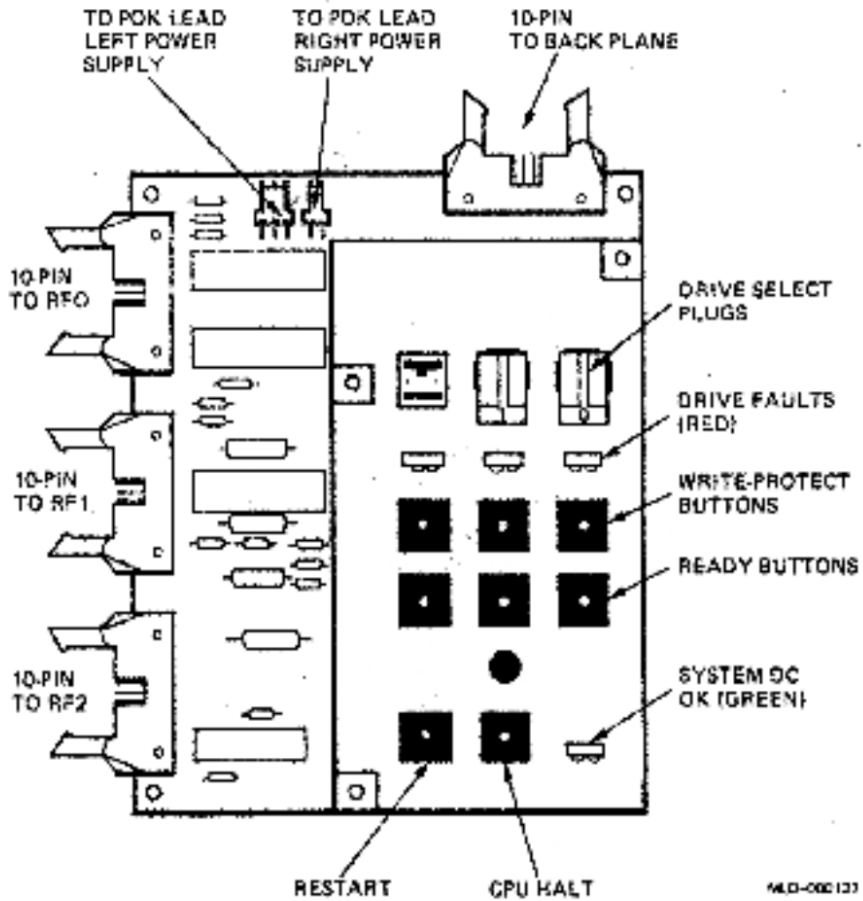 TO POK LEAD
LEFT POWER
SUPPLY
TO POK LEAD
RIGHT POWER
SUPPLY
10-PIN
TO BACK PLANE
10-PIN
TO RF0
DRIVE SELECT
PLUGS
DRIVE FAULTS
(RED)
10-PIN
TO RF1
WRITE-PROTECT
BUTTONS
READY BUTTONS
10-PIN
TO RF2
SYSTEM DC
OK (GREEN)
RESTART
CPU HALT